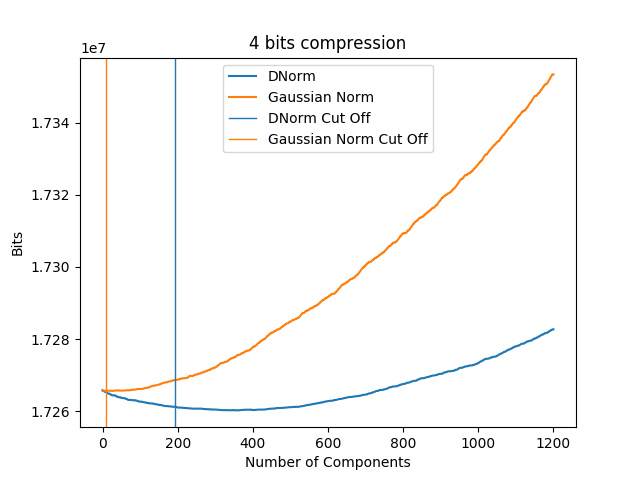 4 bits compression
1e7
DNorm
Gaussian Norm
DNorm Cut Off
Gaussian Norm Cut Off
1.734
1.732
1.730
1.728
1.726
Bits
0 200 400 600 800 1000 1200
Number of Components